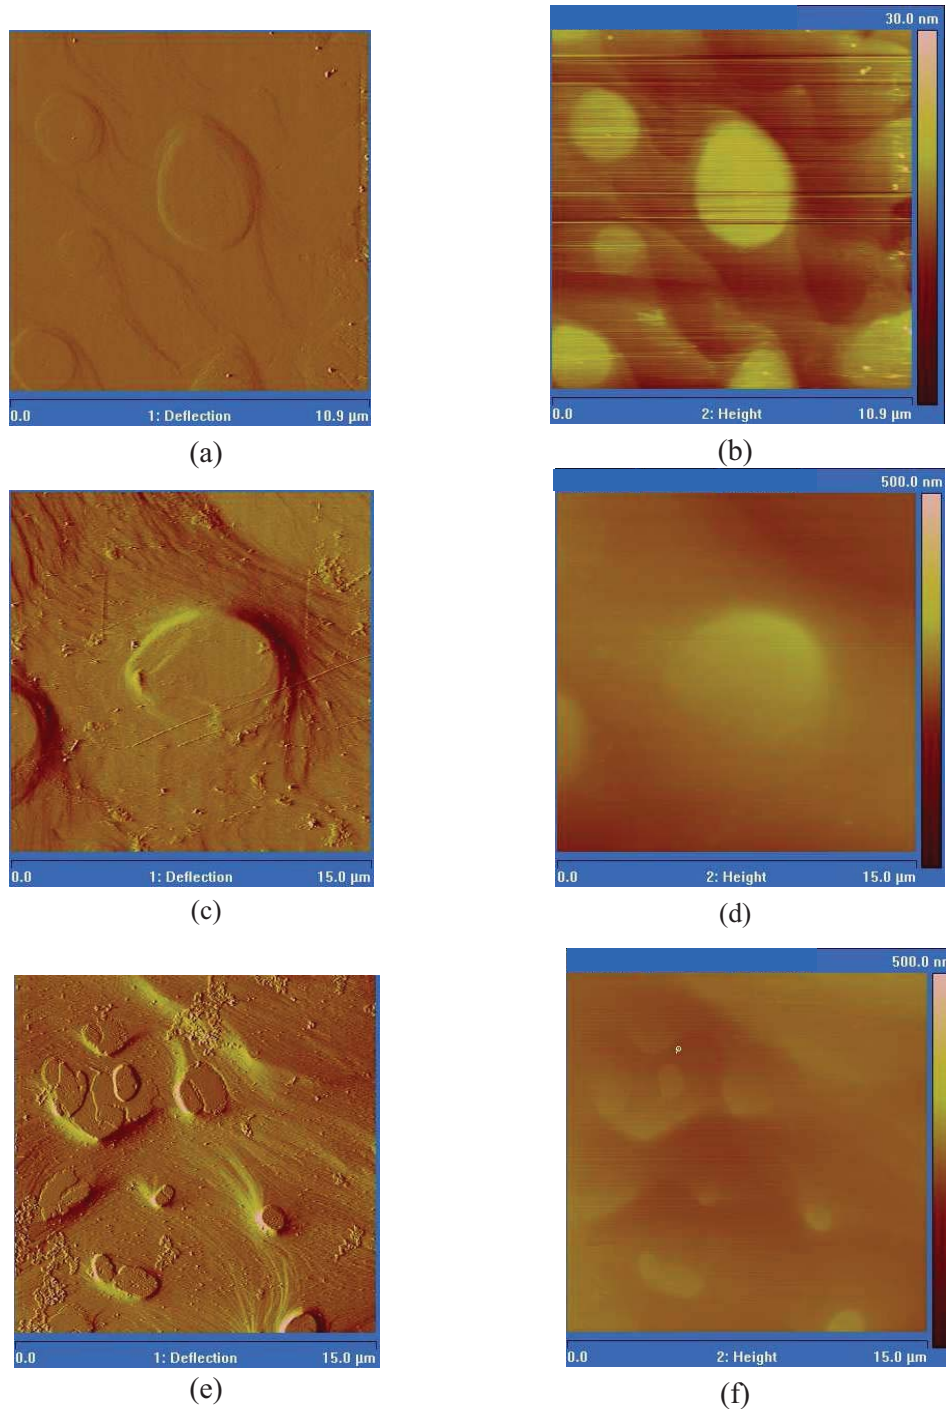 30.0 nm
0.0 1: Deflection 10.9 µm
0.0 2: Height 10.9 µm
(a)
(b)
500.0 nm
0.0 1: Deflection 15.0 µm
0.0 2: Height 15.0 µm
(c)
(d)
500.0 nm
0.0 1: Deflection 15.0 µm
0.0 2: Height 15.0 µm
(e)
(f)